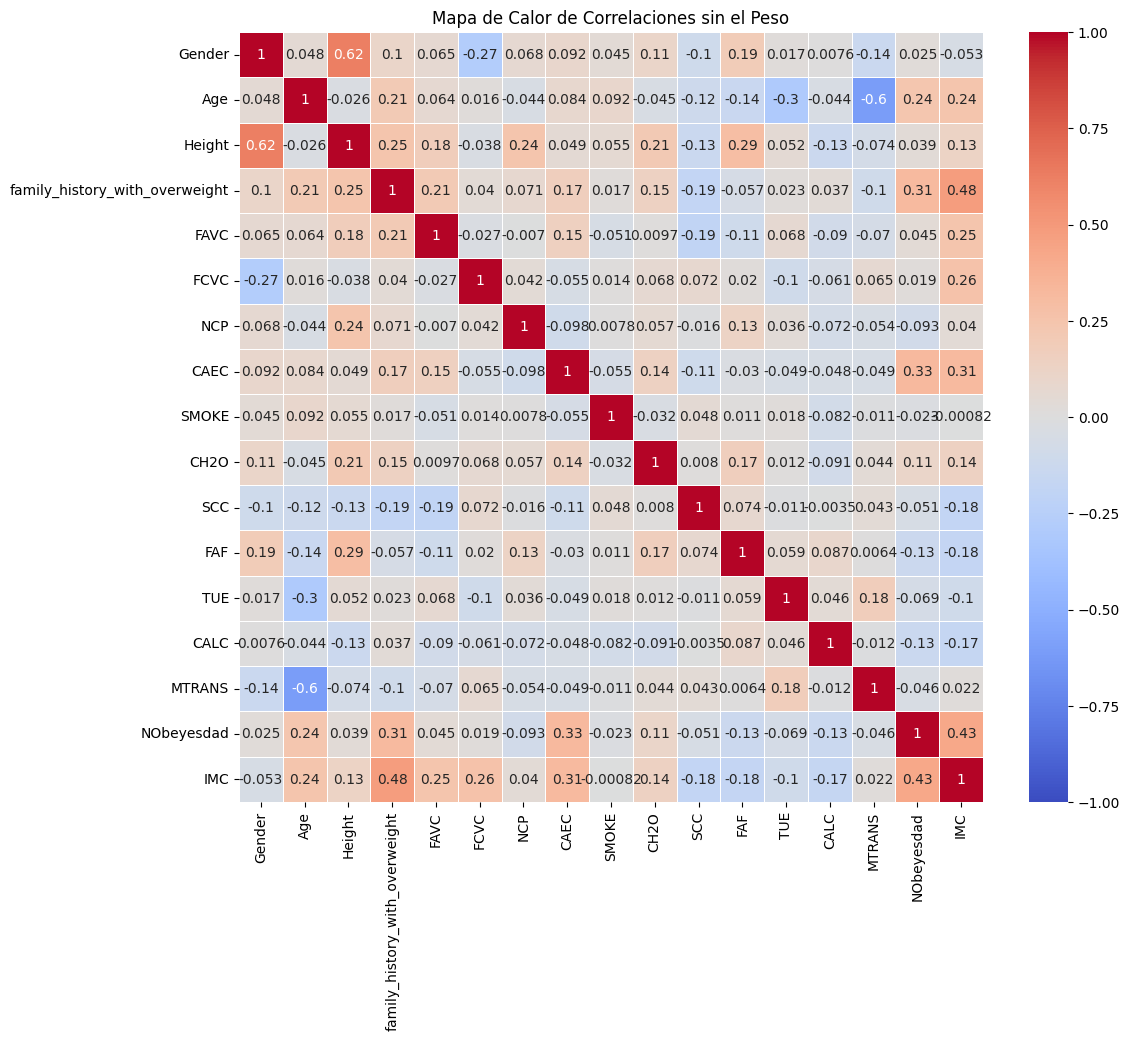 Mapa de Calor de Correlaciones sin el Peso
Gender 1 0.048 0.62 0.1 0.065 -0.27 0.068 0.092 0.045 0.11 -0.1 0.19 0.017 0.0076 -0.14 0.025 -0.053
Age 0.048 1 -0.026 0.21 0.064 0.016 -0.044 0.084 0.092 -0.045 -0.12 -0.14 -0.3 -0.044 -0.6 0.24 0.24
Height 0.62 -0.026 1 0.25 0.18 -0.038 0.24 0.049 0.055 0.21 -0.13 0.29 0.052 -0.13 -0.074 0.039 0.13
family_history_with_overweight 0.1 0.21 0.25 1 0.21 0.04 0.071 0.17 0.017 0.15 -0.19 -0.057 0.023 0.037 -0.1 0.31 0.48
FAVC 0.065 0.064 0.18 0.21 1 -0.027 -0.007 0.15 -0.051 0.0097 -0.19 -0.11 0.068 -0.09 -0.07 0.045 0.25
FCVC -0.27 0.016 -0.038 0.04 -0.027 1 0.042 -0.055 0.014 0.068 0.072 0.02 -0.1 -0.061 0.065 0.019 0.26
NCP 0.068 -0.044 0.24 0.071 -0.007 0.042 1 -0.098 0.0078 0.057 -0.016 0.13 0.036 -0.072 -0.054 -0.093 0.04
CAEC 0.092 0.084 0.049 0.17 0.15 -0.055 -0.098 1 -0.055 0.14 -0.11 -0.03 -0.049 -0.048 -0.049 0.33 0.31
SMOKE 0.045 0.092 0.055 0.017 -0.051 0.014 0.0078 -0.055 1 -0.032 0.048 0.011 0.018 -0.082 -0.011 -0.023 -0.00082
CH2O 0.11 -0.045 0.21 0.15 0.0097 0.068 0.057 0.14 -0.032 1 0.008 0.17 0.012 -0.091 0.044 0.11 0.14
SCC -0.1 -0.12 -0.13 -0.19 -0.19 0.072 -0.016 -0.11 0.048 0.008 1 0.074 -0.011 -0.0035 0.043 -0.051 -0.18
FAF 0.19 -0.14 0.29 -0.057 -0.11 0.02 0.13 -0.03 0.011 0.17 0.074 1 0.059 0.087 0.0064 -0.13 -0.18
TUE 0.017 -0.3 0.052 0.023 0.068 -0.1 0.036 -0.049 0.018 0.012 -0.011 0.059 1 0.046 0.18 -0.069 -0.1
CALC 0.0076 -0.044 -0.13 0.037 -0.09 -0.061 -0.072 -0.048 -0.082 -0.091 -0.0035 0.087 0.046 1 -0.012 -0.13 -0.17
MTRANS -0.14 -0.6 -0.074 -0.1 -0.07 0.065 -0.054 -0.049 -0.011 0.044 0.043 0.0064 0.18 -0.012 1 -0.046 0.022
NObeyesdad 0.025 0.24 0.039 0.31 0.045 0.019 -0.093 0.33 -0.023 0.11 -0.051 -0.13 -0.069 -0.13 -0.046 1 0.43
IMC -0.053 0.24 0.13 0.48 0.25 0.26 0.04 0.31 -0.00082 0.14 -0.18 -0.18 -0.1 -0.17 0.022 0.43 1
Gender Age Height family_history_with_overweight FAVC FCVC NCP CAEC SMOKE CH2O SCC FAF TUE CALC MTRANS NObeyesdad IMC
1.00
0.75
0.50
0.25
0.00
−0.25
−0.50
−0.75
−1.00